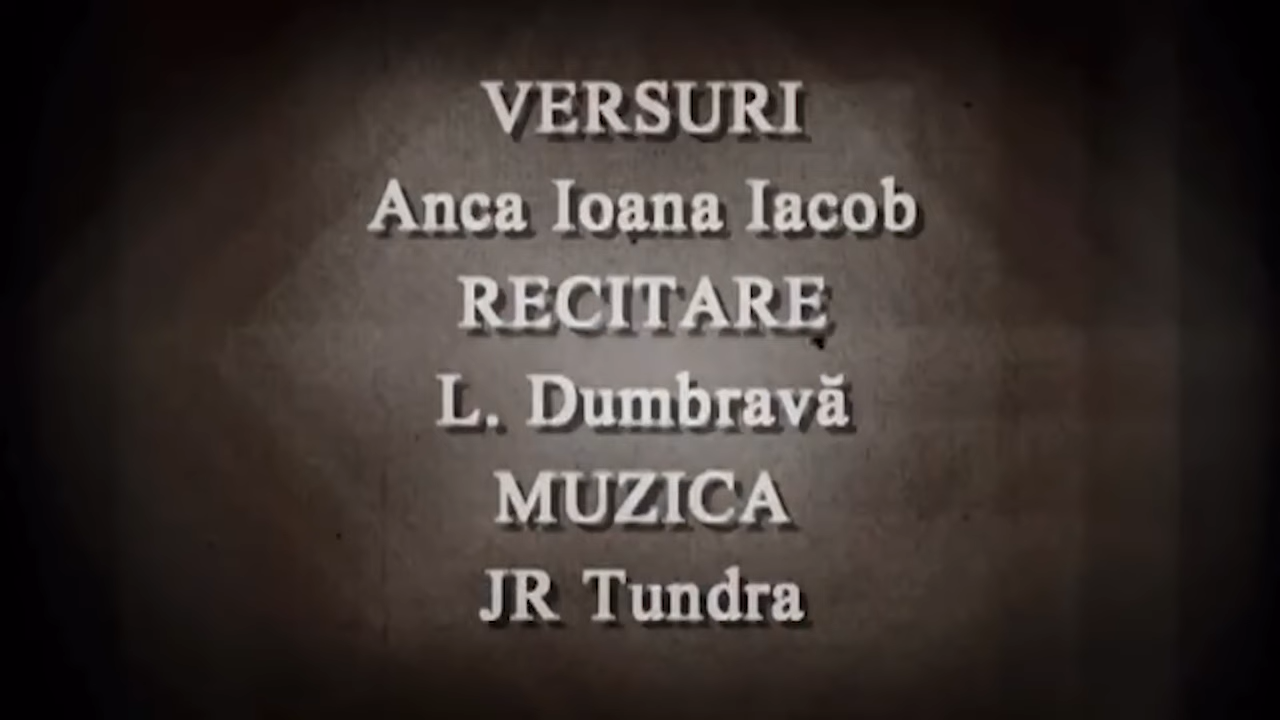 VERSURI
Anca Ioana Iacob
RECITARE
L. Dumbravă
MUZICA
JR Tundra